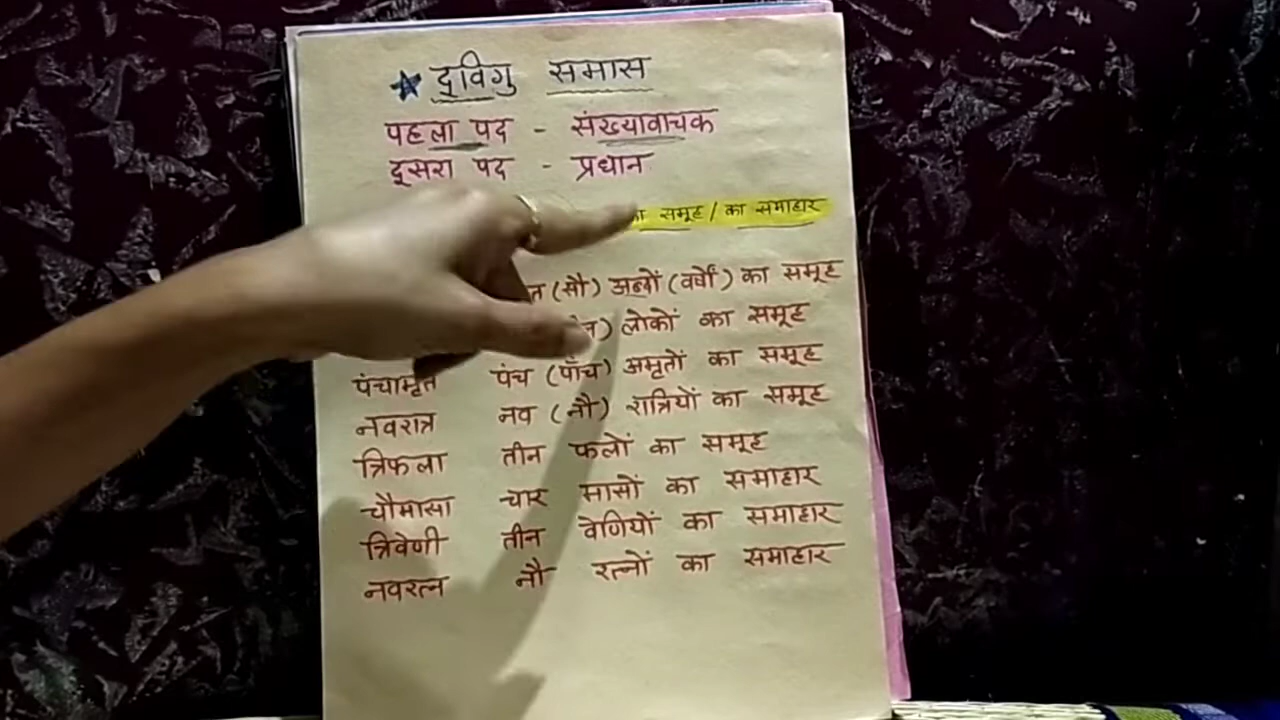 द्विगु समास
पहला पद - संख्यावाचक
दूसरा पद - प्रधान
का समूह / का समाहार
(सौ) अब्दों (वर्षों) का समूह
लोकों का समूह
पंचामृत पंच (पाँच) अमृतों का समूह
नवरात्र नव (नौ) रात्रियों का समूह
त्रिफला तीन फलों का समूह
चौमासा चार मासों का समाहार
त्रिवेणी तीन वेणियों का समाहार
नवरत्न नौ रत्नों का समाहार